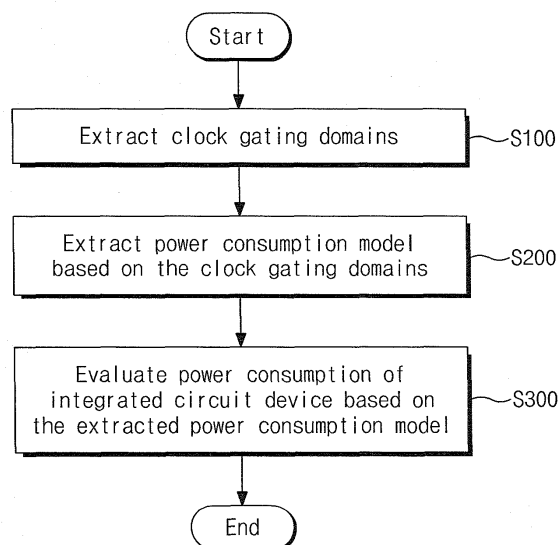 Start
Extract clock gating domains
S100
Extract power consumption model
based on the clock gating domains
S200
Evaluate power consumption of
integrated circuit device based on
the extracted power consumption model
S300
End